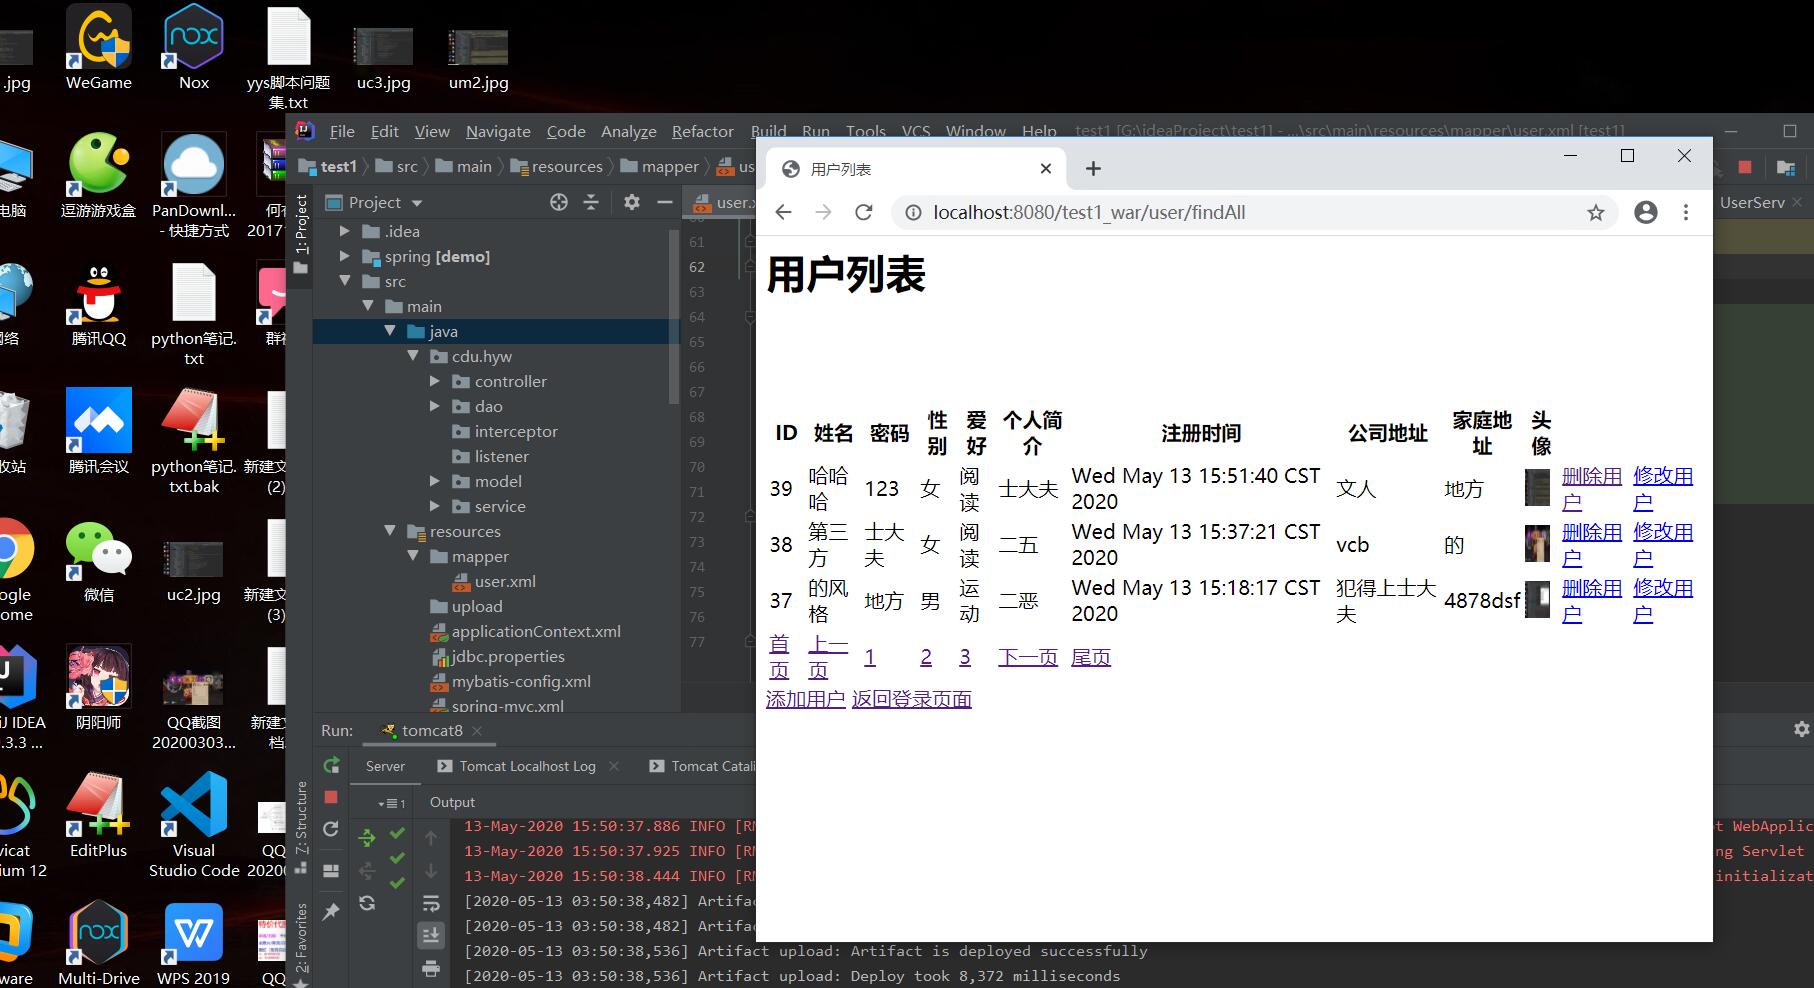 .jpg
WeGame
Nox
yys脚本问题
集.txt
uc3.jpg
um2.jpg
电脑
逗游游戏盒
PanDownl...
- 快捷方式
2017
网络
腾讯QQ
python笔记.
txt
收站
腾讯会议
python笔记.
txt.bak
新建文
(2)
ogle
ome
微信
uc2.jpg
新建文
(3)
IJ IDEA
.3.3 ...
阴阳师
QQ截图
20200303...
新建文
档.
vicat
ium 12
EditPlus
Visual
Studio Code
QQ
2020
ware
Multi-Drive
WPS 2019
QQ
File Edit View Navigate Code Analyze Refactor Build Run Tools VCS Window Help test1 [G:\ideaProject\test1] - ...\src\main\resources\mapper\user.xml [test1]
test1 src main resources mapper us
Project
user.x
UserServ
1: Project
.idea
spring [demo]
src
main
java
cdu.hyw
controller
dao
interceptor
listener
model
service
resources
mapper
user.xml
upload
applicationContext.xml
jdbc.properties
mybatis-config.xml
spring-mvc.xml
61
62
63
64
65
66
67
68
69
70
71
72
73
74
75
76
77
用户列表
localhost:8080/test1_war/user/findAll
用户列表
ID 姓名 密码 性别 爱好 个人简介 注册时间 公司地址 家庭地址 头像
39 哈哈哈 123 女 阅读 士大夫 Wed May 13 15:51:40 CST 2020 文人 地方 删除用户 修改用户
38 第三方 士大夫 女 阅读 二五 Wed May 13 15:37:21 CST 2020 vcb 的 删除用户 修改用户
37 的风格 地方 男 运动 二恶 Wed May 13 15:18:17 CST 2020 犯得上士大夫 4878dsf 删除用户 修改用户
首页 上一页 1 2 3 下一页 尾页
添加用户 返回登录页面
Run: tomcat8
Server Tomcat Localhost Log Tomcat Catali
1 Output
7: Structure
2: Favorites
13-May-2020 15:50:37.886 INFO [RM
t WebApplic
13-May-2020 15:50:37.925 INFO [RM
ng Servlet
13-May-2020 15:50:38.444 INFO [RM
initializat
[2020-05-13 03:50:38,482] Artifac
[2020-05-13 03:50:38,482] Artifac
[2020-05-13 03:50:38,536] Artifact upload: Artifact is deployed successfully
[2020-05-13 03:50:38,536] Artifact upload: Deploy took 8,372 milliseconds